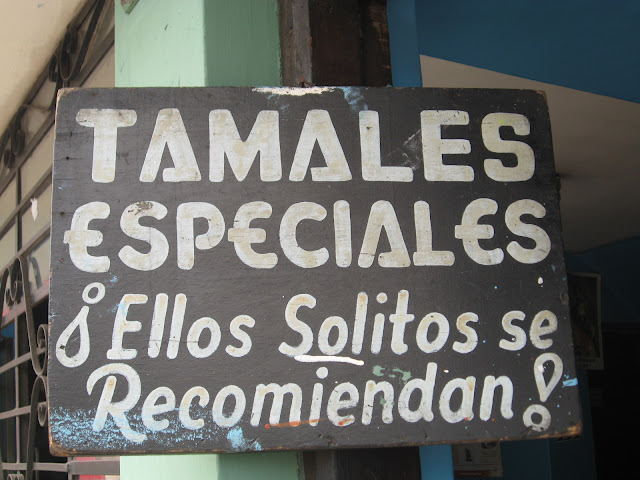 TAMALES
ESPECIALES
¡Ellos Solitos se
Recomiendan!